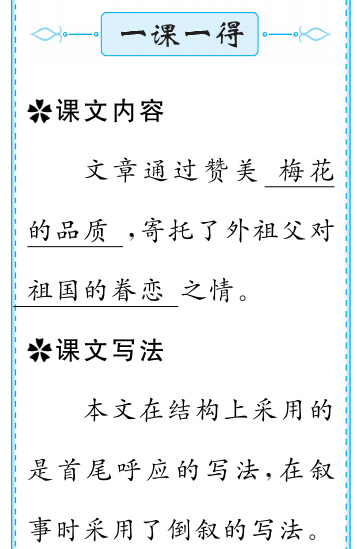 一课一得
✽课文内容
文章通过赞美 梅花
的品质 ,寄托了外祖父对
祖国的眷恋 之情。
✽课文写法
本文在结构上采用的
是首尾呼应的写法,在叙
事时采用了倒叙的写法。